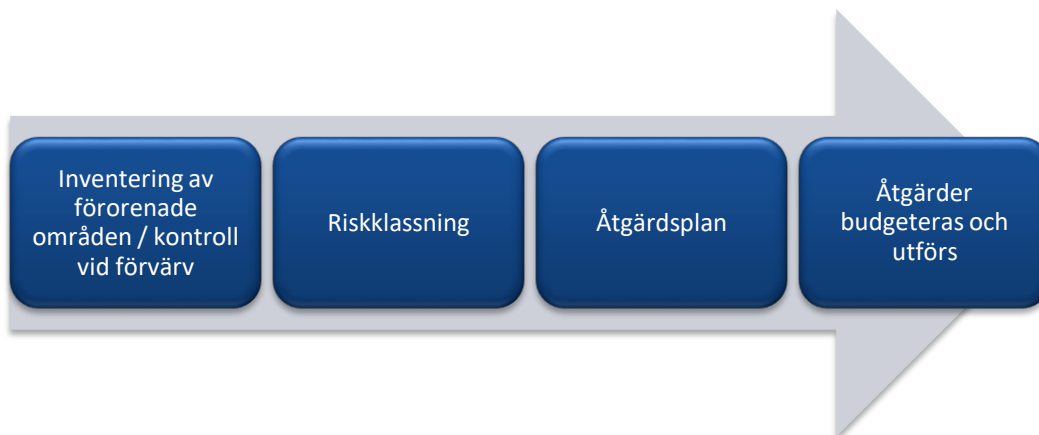 Inventering av
förorenade
områden / kontroll
vid förvärv
Riskklassning
Åtgärdsplan
Åtgärder
budgeteras och
utförs